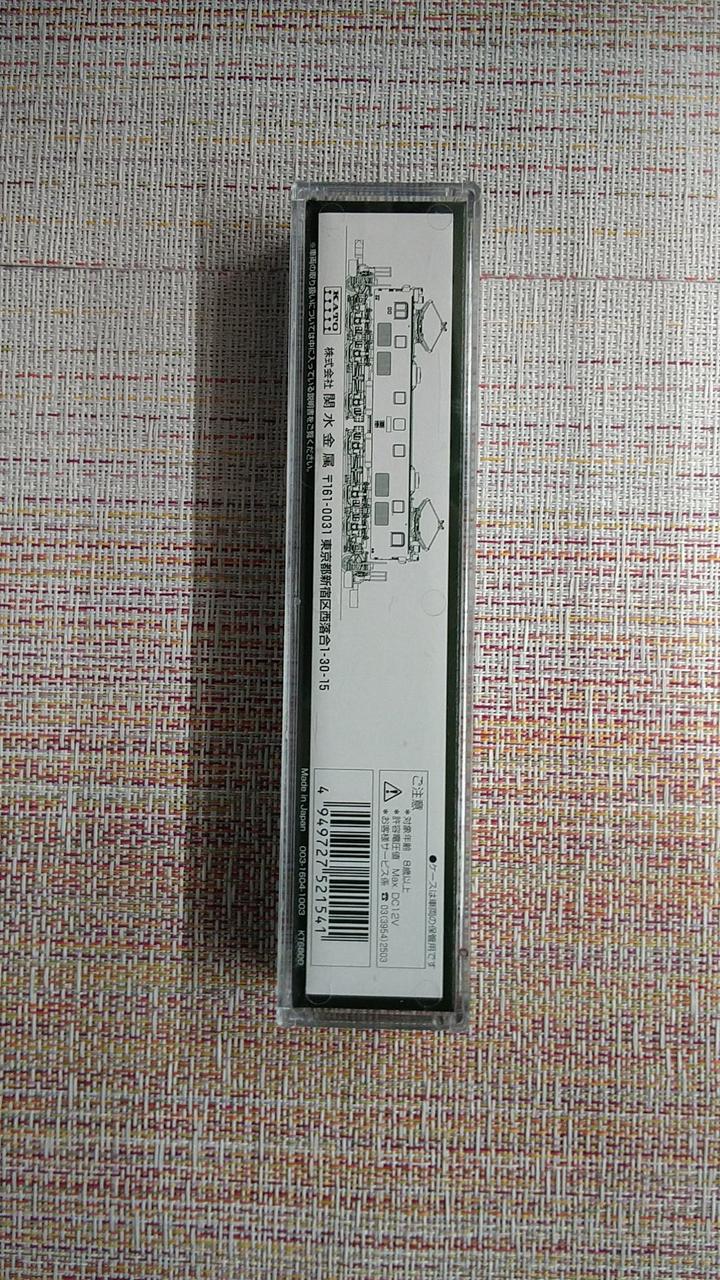 ●ケースは車両の保管用です
ご注意
*対象年齢 8歳以上
*許容電圧値 Max DC12V
*お客様サービス係 ☎ 03(3954)2503
KATO
株式会社 関水金属 〒161-0031 東京都新宿区西落合1-30-15
4 949727 521541
※車両の取り扱いについては中に入っている説明書をご覧ください。
Made in Japan 003-1604-1003